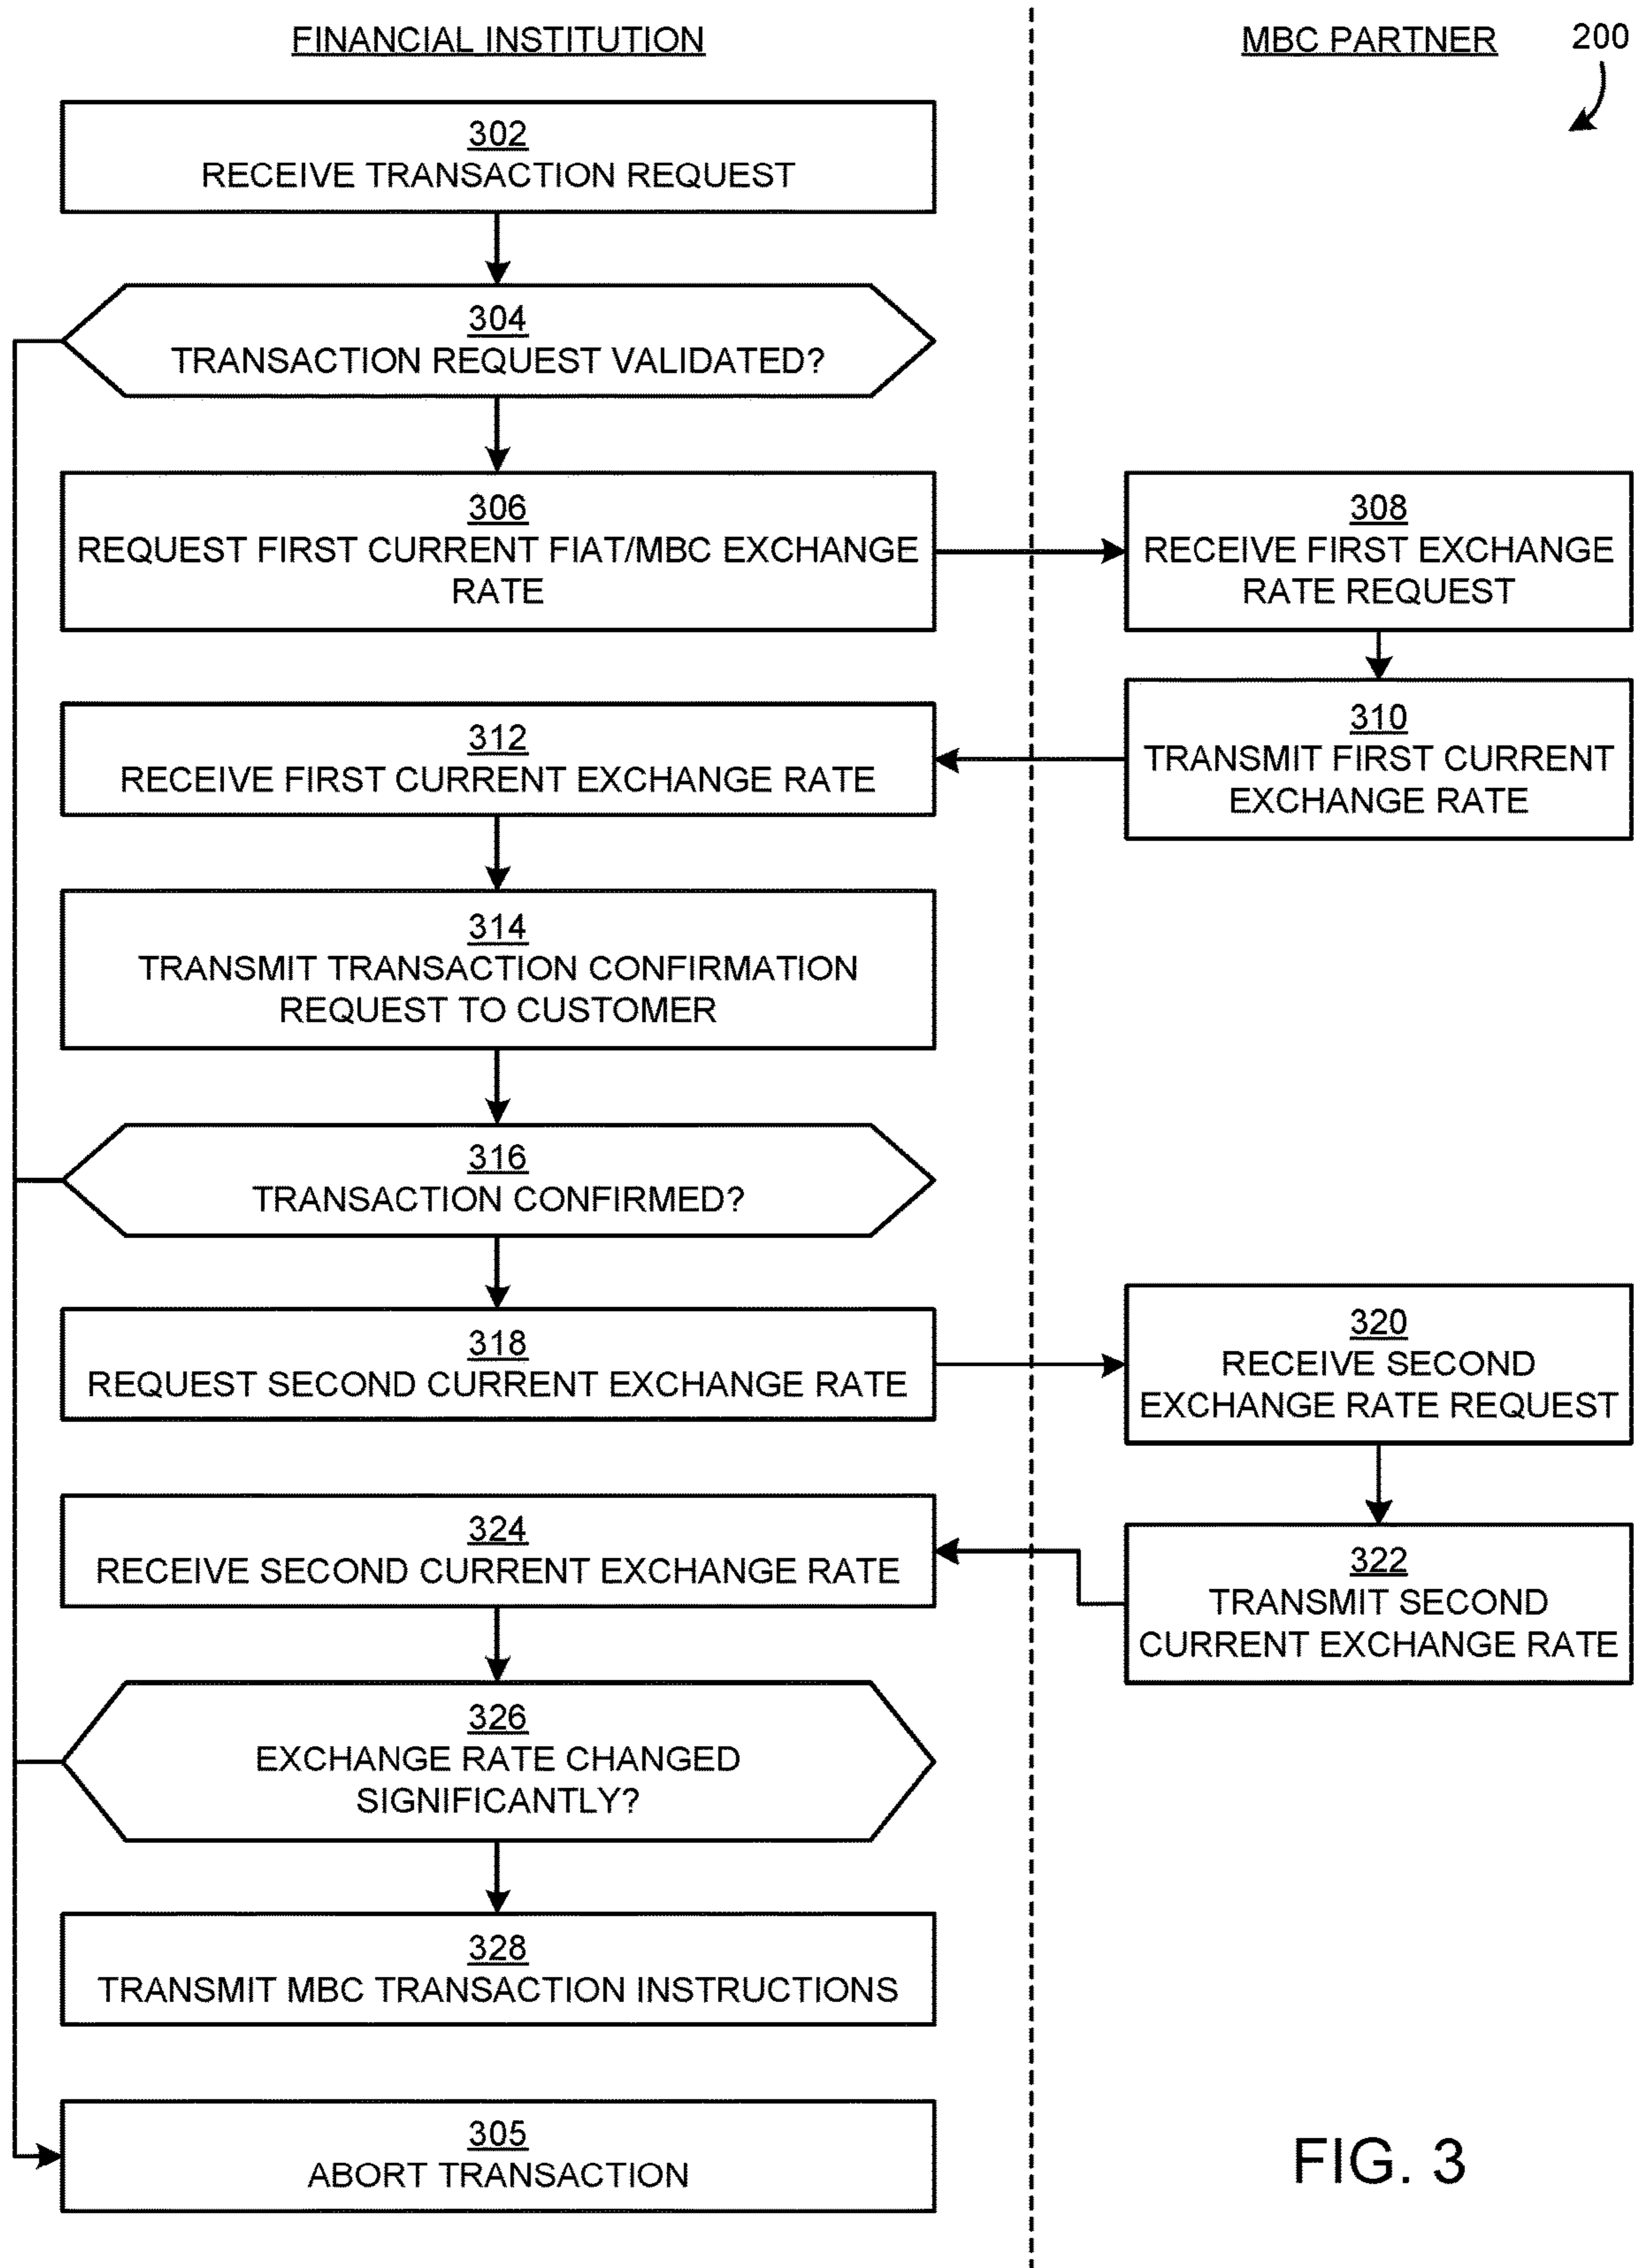 FINANCIAL INSTITUTION
MBC PARTNER
200
302
RECEIVE TRANSACTION REQUEST
304
TRANSACTION REQUEST VALIDATED?
306
REQUEST FIRST CURRENT FIAT/MBC EXCHANGE
RATE
308
RECEIVE FIRST EXCHANGE
RATE REQUEST
310
TRANSMIT FIRST CURRENT
EXCHANGE RATE
312
RECEIVE FIRST CURRENT EXCHANGE RATE
314
TRANSMIT TRANSACTION CONFIRMATION
REQUEST TO CUSTOMER
316
TRANSACTION CONFIRMED?
318
REQUEST SECOND CURRENT EXCHANGE RATE
320
RECEIVE SECOND
EXCHANGE RATE REQUEST
322
TRANSMIT SECOND
CURRENT EXCHANGE RATE
324
RECEIVE SECOND CURRENT EXCHANGE RATE
326
EXCHANGE RATE CHANGED
SIGNIFICANTLY?
328
TRANSMIT MBC TRANSACTION INSTRUCTIONS
305
ABORT TRANSACTION
FIG. 3